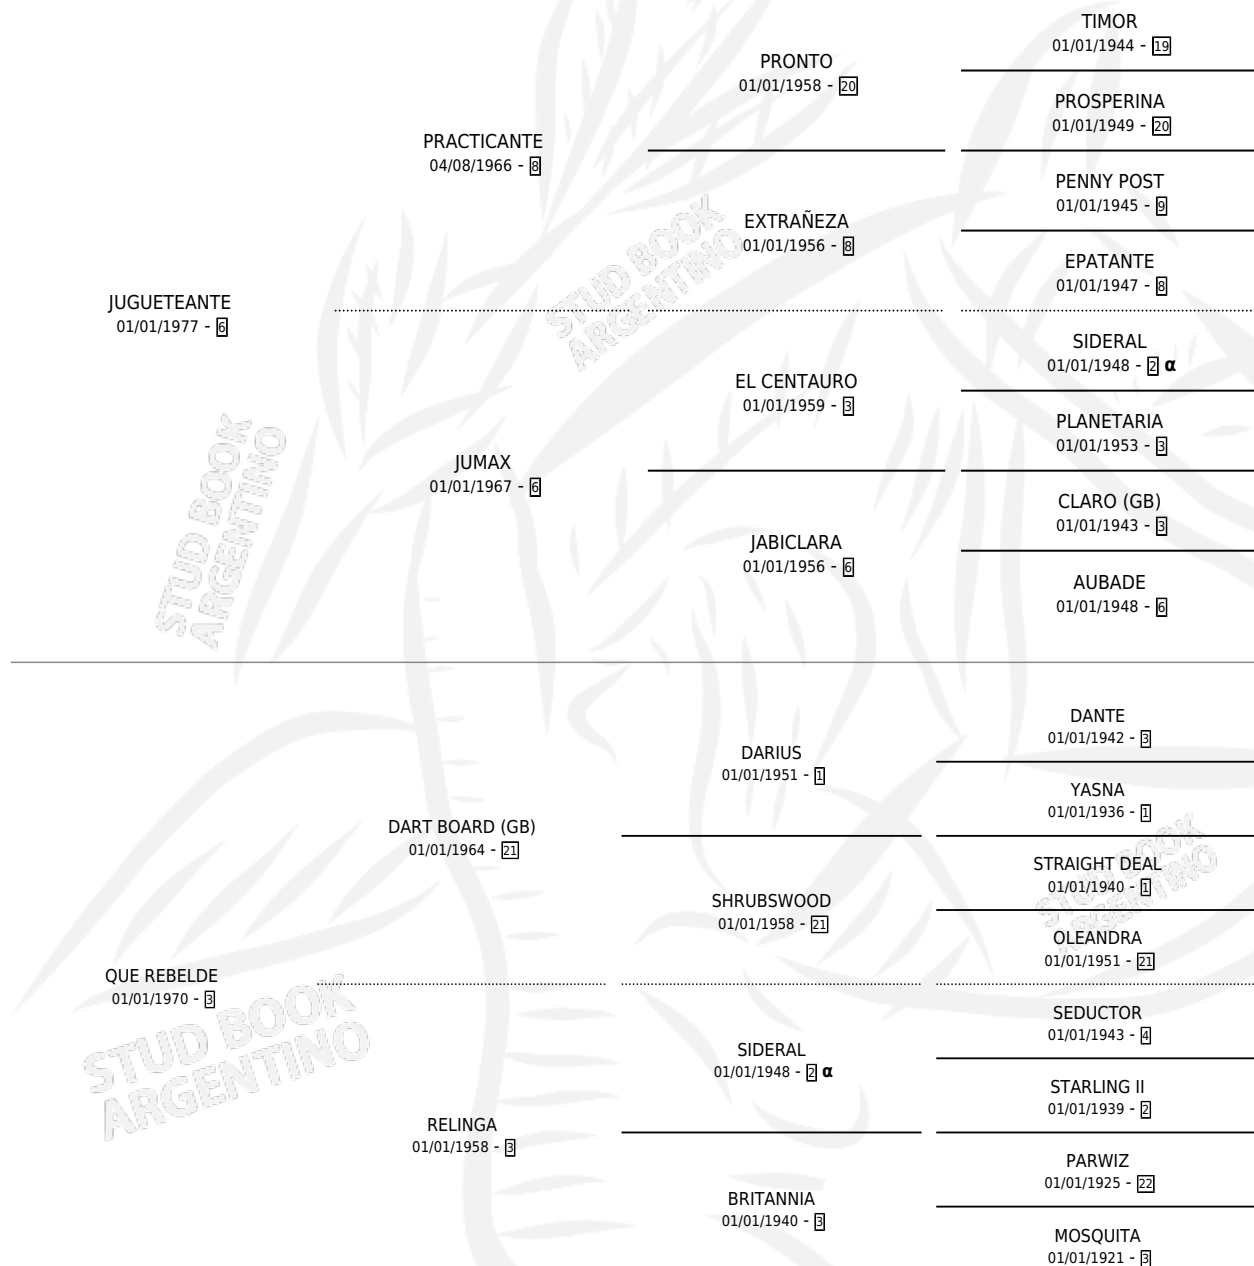 TIMOR
01/01/1944 - 19
PRONTO
01/01/1958 - 20
PROSPERINA
01/01/1949 - 20
PRACTICANTE
04/08/1966 - 8
PENNY POST
01/01/1945 - 9
EXTRAÑEZA
01/01/1956 - 8
EPATANTE
01/01/1947 - 8
JUGUETEANTE
01/01/1977 - 6
SIDERAL
01/01/1948 - 2 α
EL CENTAURO
01/01/1959 - 3
PLANETARIA
01/01/1953 - 3
JUMAX
01/01/1967 - 6
CLARO (GB)
01/01/1943 - 3
JABICLARA
01/01/1956 - 6
AUBADE
01/01/1948 - 6
DANTE
01/01/1942 - 3
DARIUS
01/01/1951 - 1
YASNA
01/01/1936 - 1
DART BOARD (GB)
01/01/1964 - 21
STRAIGHT DEAL
01/01/1940 - 1
SHRUBSWOOD
01/01/1958 - 21
OLEANDRA
01/01/1951 - 21
QUE REBELDE
01/01/1970 - 3
SEDUCTOR
01/01/1943 - 4
SIDERAL
01/01/1948 - 2 α
STARLING II
01/01/1939 - 2
RELINGA
01/01/1958 - 3
PARWIZ
01/01/1925 - 22
BRITANNIA
01/01/1940 - 3
MOSQUITA
01/01/1921 - 3
STUD BOOK
ARGENTINO
STUD BOOK
ARGENTINO
STUD BOOK
ARGENTINO
STUD BOOK
ARGENTINO